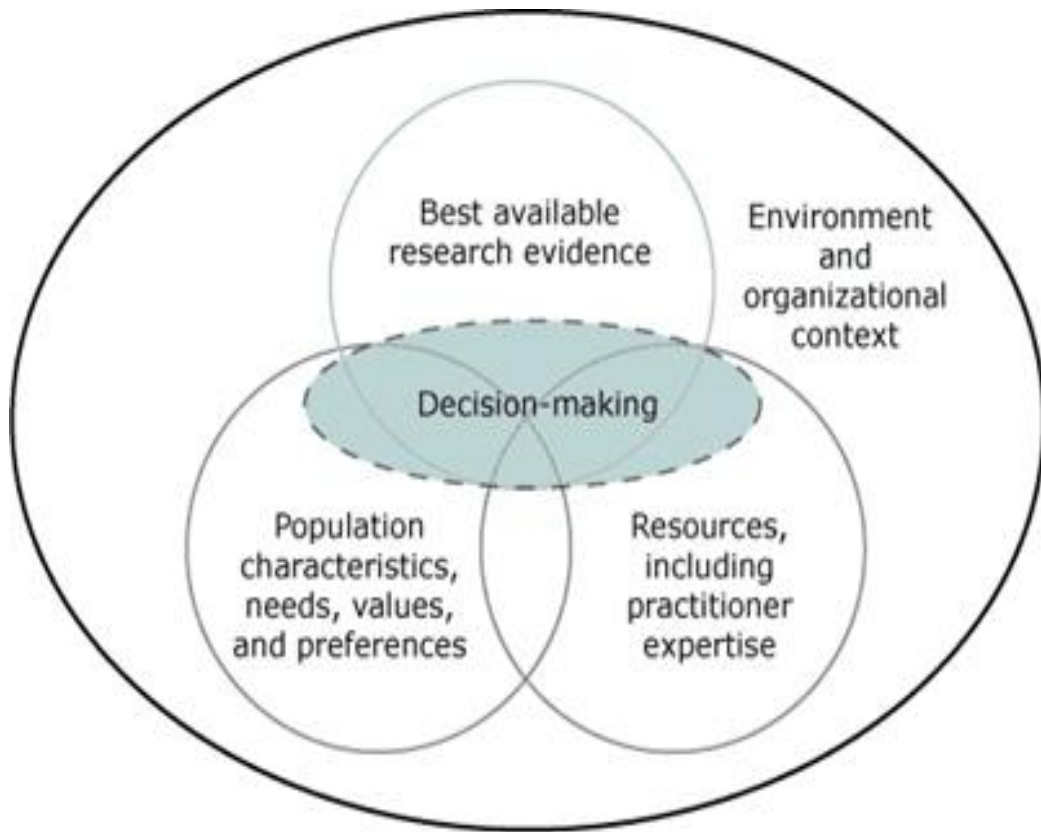 Best available
research evidence
Environment
and
organizational
context
Decision-making
Population
characteristics,
needs, values,
and preferences
Resources,
including
practitioner
expertise